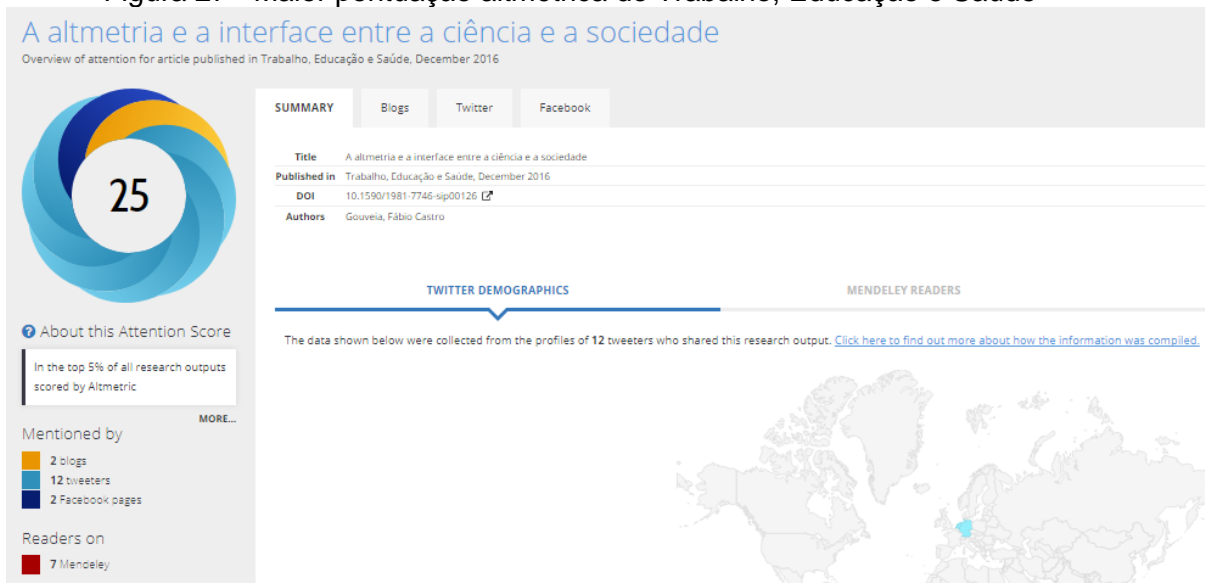 A altmetria e a interface entre a ciência e a sociedade
Overview of attention for article published in Trabalho, Educação e Saúde, December 2016
25
SUMMARY Blogs Twitter Facebook
Title A altmetria e a interface entre a ciência e a sociedade
Published in Trabalho, Educação e Saúde, December 2016
DOI 10.1590/1981-7746-sip00126
Authors Gouveia, Fábio Castro
TWITTER DEMOGRAPHICS MENDELEY READERS
The data shown below were collected from the profiles of 12 tweeters who shared this research output. Click here to find out more about how the information was compiled.
? About this Attention Score
In the top 5% of all research outputs
scored by Altmetric
MORE...
Mentioned by
2 blogs
12 tweeters
2 Facebook pages
Readers on
7 Mendeley